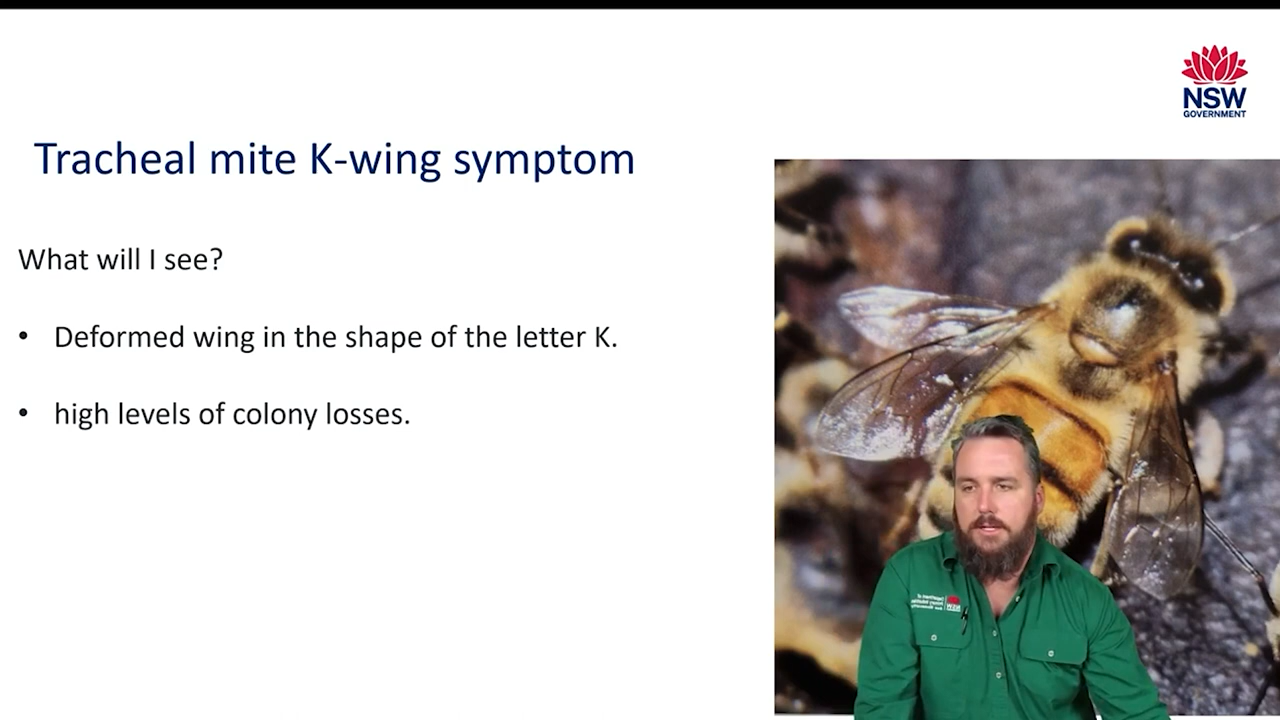 NSW
GOVERNMENT
Tracheal mite K-wing symptom
What will I see?
• Deformed wing in the shape of the letter K.
• high levels of colony losses.